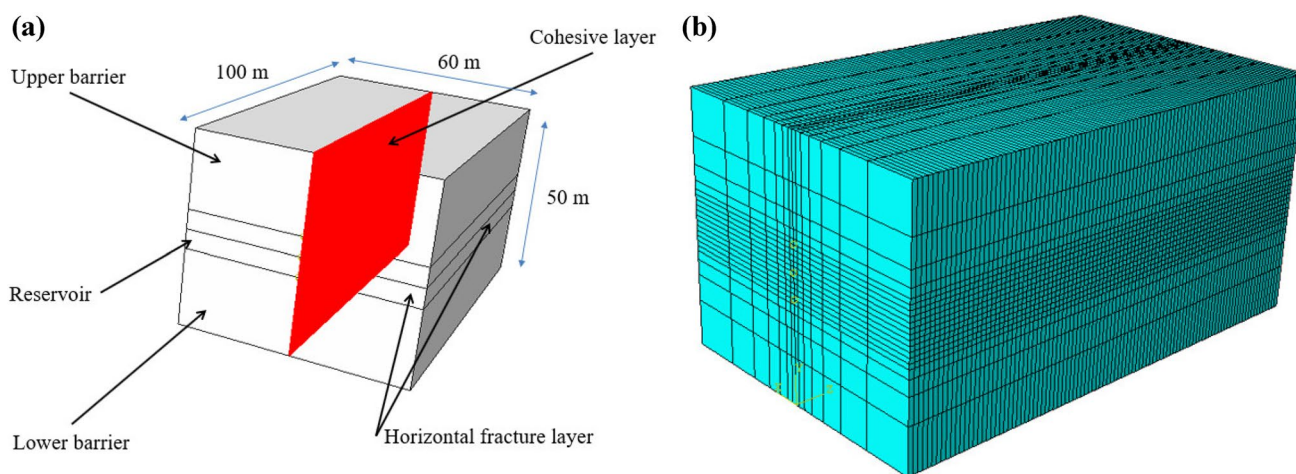 (a)
Cohesive layer
100 m
60 m
Upper barrier
50 m
Reservoir
Lower barrier
Horizontal fracture layer
(b)